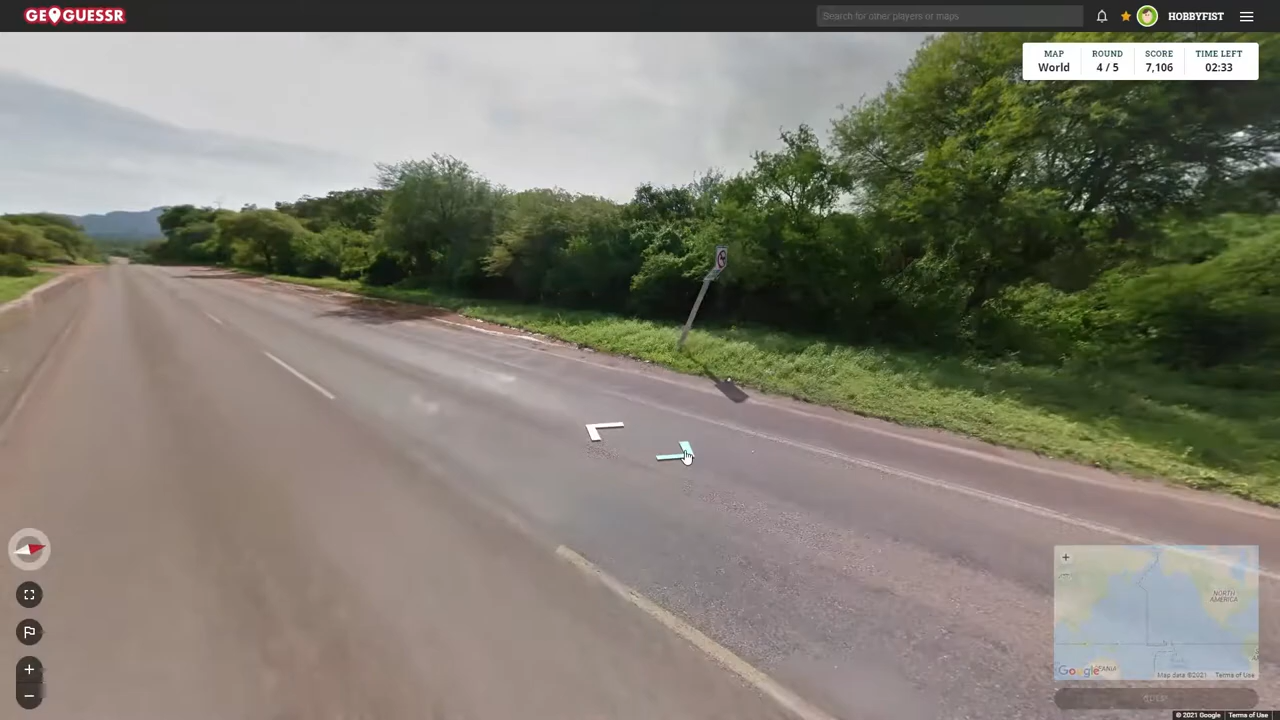 GEOGUESSR
Search for other players or maps
HOBBYFIST
MAP ROUND SCORE TIME LEFT
World 4 / 5 7,106 02:33
NORTH
AMERICA
Google
Map data ©2021 Terms of Use
© 2021 Google Terms of Use